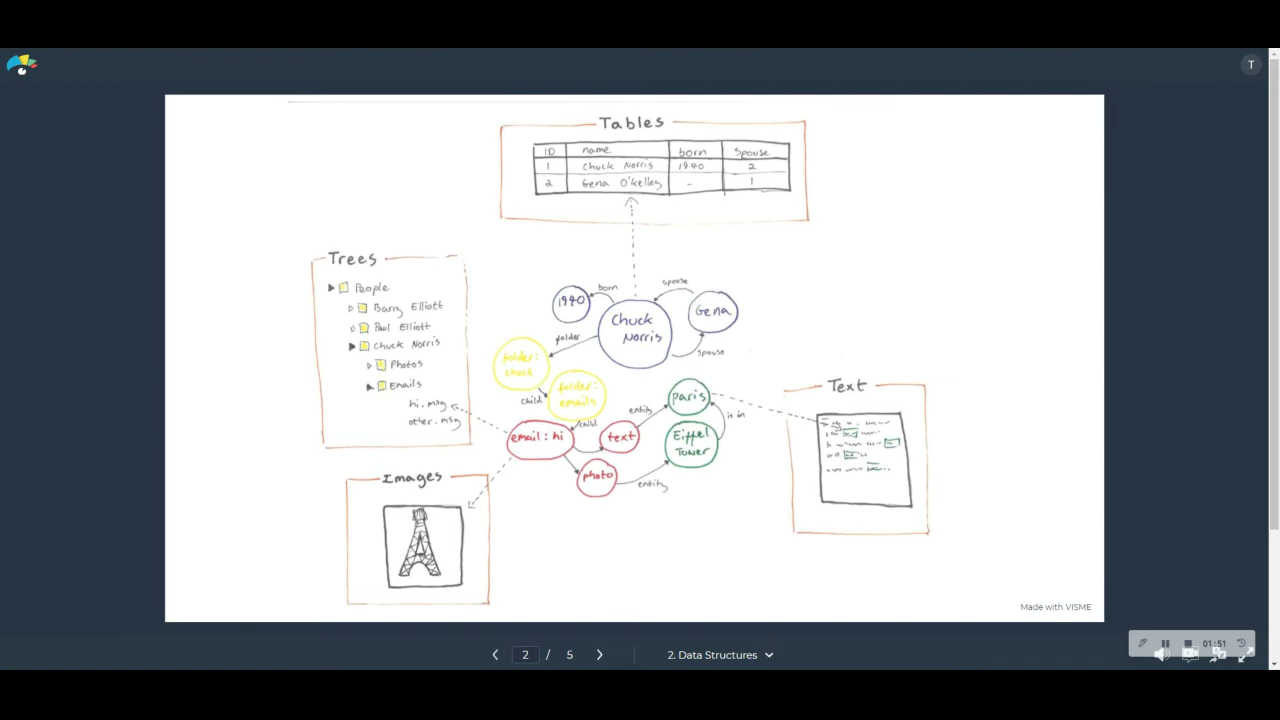 T
Tables
ID name born Spouse
1 Chuck Norris 1940 2
2 Gena O'Kelley - 1
Trees
People
Barry Elliott
Paul Elliott
Chuck Norris
Photos
Emails
hi.msg
other.msg
1940
born
spouse
Chuck
Norris
Gena
spouse
folder
folder:
chuck
child
folder:
emails
child
email: hi
text
photo
entity
entity
paris
is in
Eiffel
Tower
Text
Images
Made with VISME
2 / 5
2. Data Structures
01:51